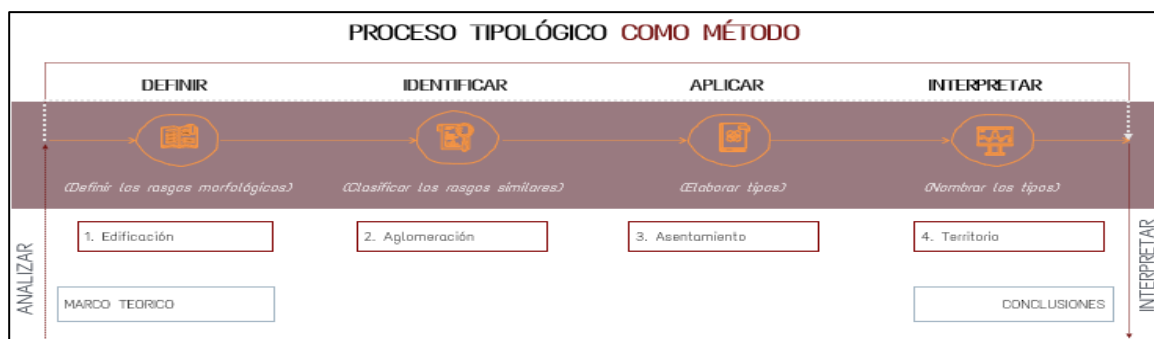 PROCESO TIPOLÓGICO COMO MÉTODO
DEFINIR
IDENTIFICAR
APLICAR
INTERPRETAR
(Definir los rasgos morfológicos)
(Clasificar los rasgos similares)
(Elaborar tipos)
(Nombrar los tipos)
1. Edificación
2. Aglomeración
3. Asentamiento
4. Territorio
MARCO TEORICO
CONCLUSIONES
ANALIZAR
INTERPRETAR